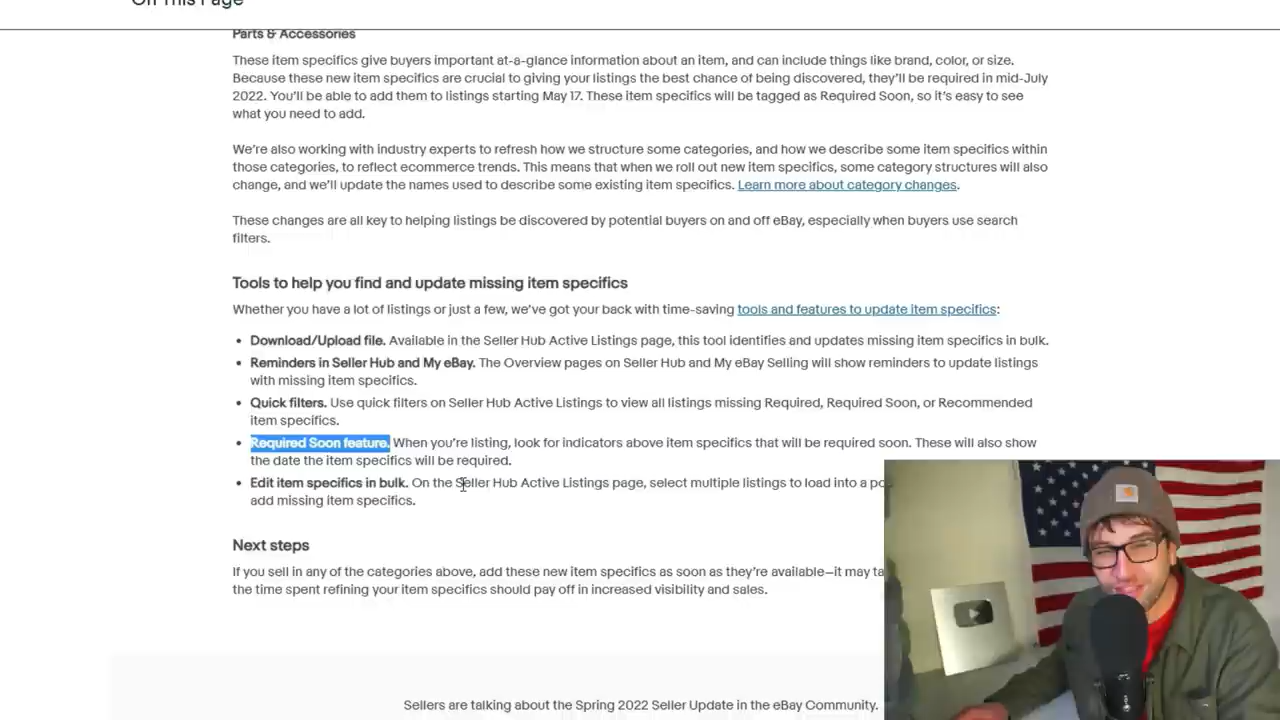 On This Page
Parts & Accessories
These item specifics give buyers important at-a-glance information about an item, and can include things like brand, color, or size.
Because these new item specifics are crucial to giving your listings the best chance of being discovered, they'll be required in mid-July
2022. You'll be able to add them to listings starting May 17. These item specifics will be tagged as Required Soon, so it's easy to see
what you need to add.
We're also working with industry experts to refresh how we structure some categories, and how we describe some item specifics within
those categories, to reflect ecommerce trends. This means that when we roll out new item specifics, some category structures will also
change, and we'll update the names used to describe some existing item specifics. Learn more about category changes.
These changes are all key to helping listings be discovered by potential buyers on and off eBay, especially when buyers use search
filters.
Tools to help you find and update missing item specifics
Whether you have a lot of listings or just a few, we've got your back with time-saving tools and features to update item specifics:
• Download/Upload file. Available in the Seller Hub Active Listings page, this tool identifies and updates missing item specifics in bulk.
• Reminders in Seller Hub and My eBay. The Overview pages on Seller Hub and My eBay Selling will show reminders to update listings
with missing item specifics.
• Quick filters. Use quick filters on Seller Hub Active Listings to view all listings missing Required, Required Soon, or Recommended
item specifics.
• Required Soon feature. When you're listing, look for indicators above item specifics that will be required soon. These will also show
the date the item specifics will be required.
• Edit item specifics in bulk. On the Seller Hub Active Listings page, select multiple listings to load into a
add missing item specifics.
Next steps
If you sell in any of the categories above, add these new item specifics as soon as they're available—it may
the time spent refining your item specifics should pay off in increased visibility and sales.
Sellers are talking about the Spring 2022 Seller Update in the eBay Community.